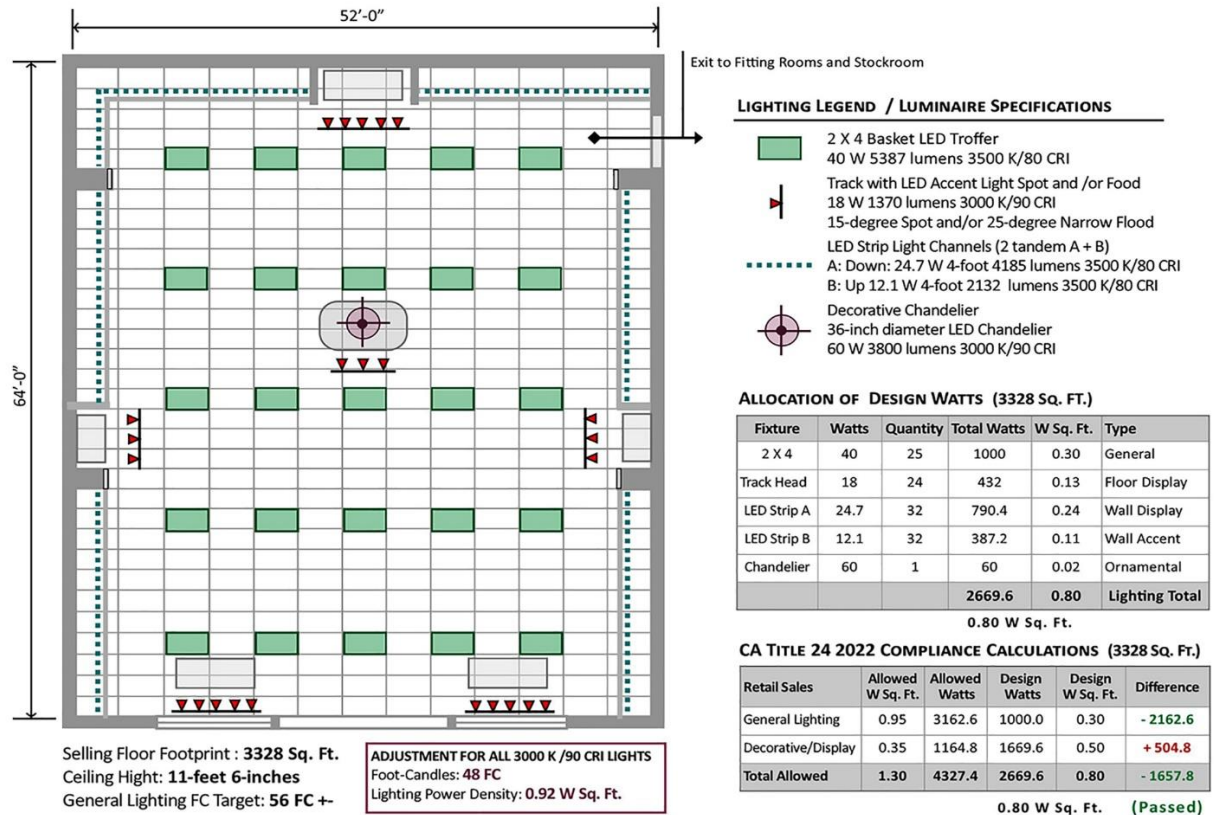 52'-0"
64'-0"
Exit to Fitting Rooms and Stockroom
LIGHTING LEGEND / LUMINAIRE SPECIFICATIONS
2 X 4 Basket LED Troffer
40 W 5387 lumens 3500 K/80 CRI
Track with LED Accent Light Spot and /or Food
18 W 1370 lumens 3000 K/90 CRI
15-degree Spot and/or 25-degree Narrow Flood
LED Strip Light Channels (2 tandem A + B)
A: Down: 24.7 W 4-foot 4185 lumens 3500 K/80 CRI
B: Up 12.1 W 4-foot 2132 lumens 3500 K/80 CRI
Decorative Chandelier
36-inch diameter LED Chandelier
60 W 3800 lumens 3000 K/90 CRI
ALLOCATION OF DESIGN WATTS (3328 SQ. FT.)
Fixture Watts Quantity Total Watts W Sq. Ft. Type
2 X 4 40 25 1000 0.30 General
Track Head 18 24 432 0.13 Floor Display
LED Strip A 24.7 32 790.4 0.24 Wall Display
LED Strip B 12.1 32 387.2 0.11 Wall Accent
Chandelier 60 1 60 0.02 Ornamental
2669.6 0.80 Lighting Total
0.80 W Sq. Ft.
CA TITLE 24 2022 COMPLIANCE CALCULATIONS (3328 SQ. FT.)
Retail Sales Allowed W Sq. Ft. Allowed Watts Design Watts Design W Sq. Ft. Difference
General Lighting 0.95 3162.6 1000.0 0.30 - 2162.6
Decorative/Display 0.35 1164.8 1669.6 0.50 + 504.8
Total Allowed 1.30 4327.4 2669.6 0.80 - 1657.8
0.80 W Sq. Ft. (Passed)
Selling Floor Footprint : 3328 Sq. Ft.
Ceiling Hight: 11-feet 6-inches
General Lighting FC Target: 56 FC +-
ADJUSTMENT FOR ALL 3000 K /90 CRI LIGHTS
Foot-Candles: 48 FC
Lighting Power Density: 0.92 W Sq. Ft.